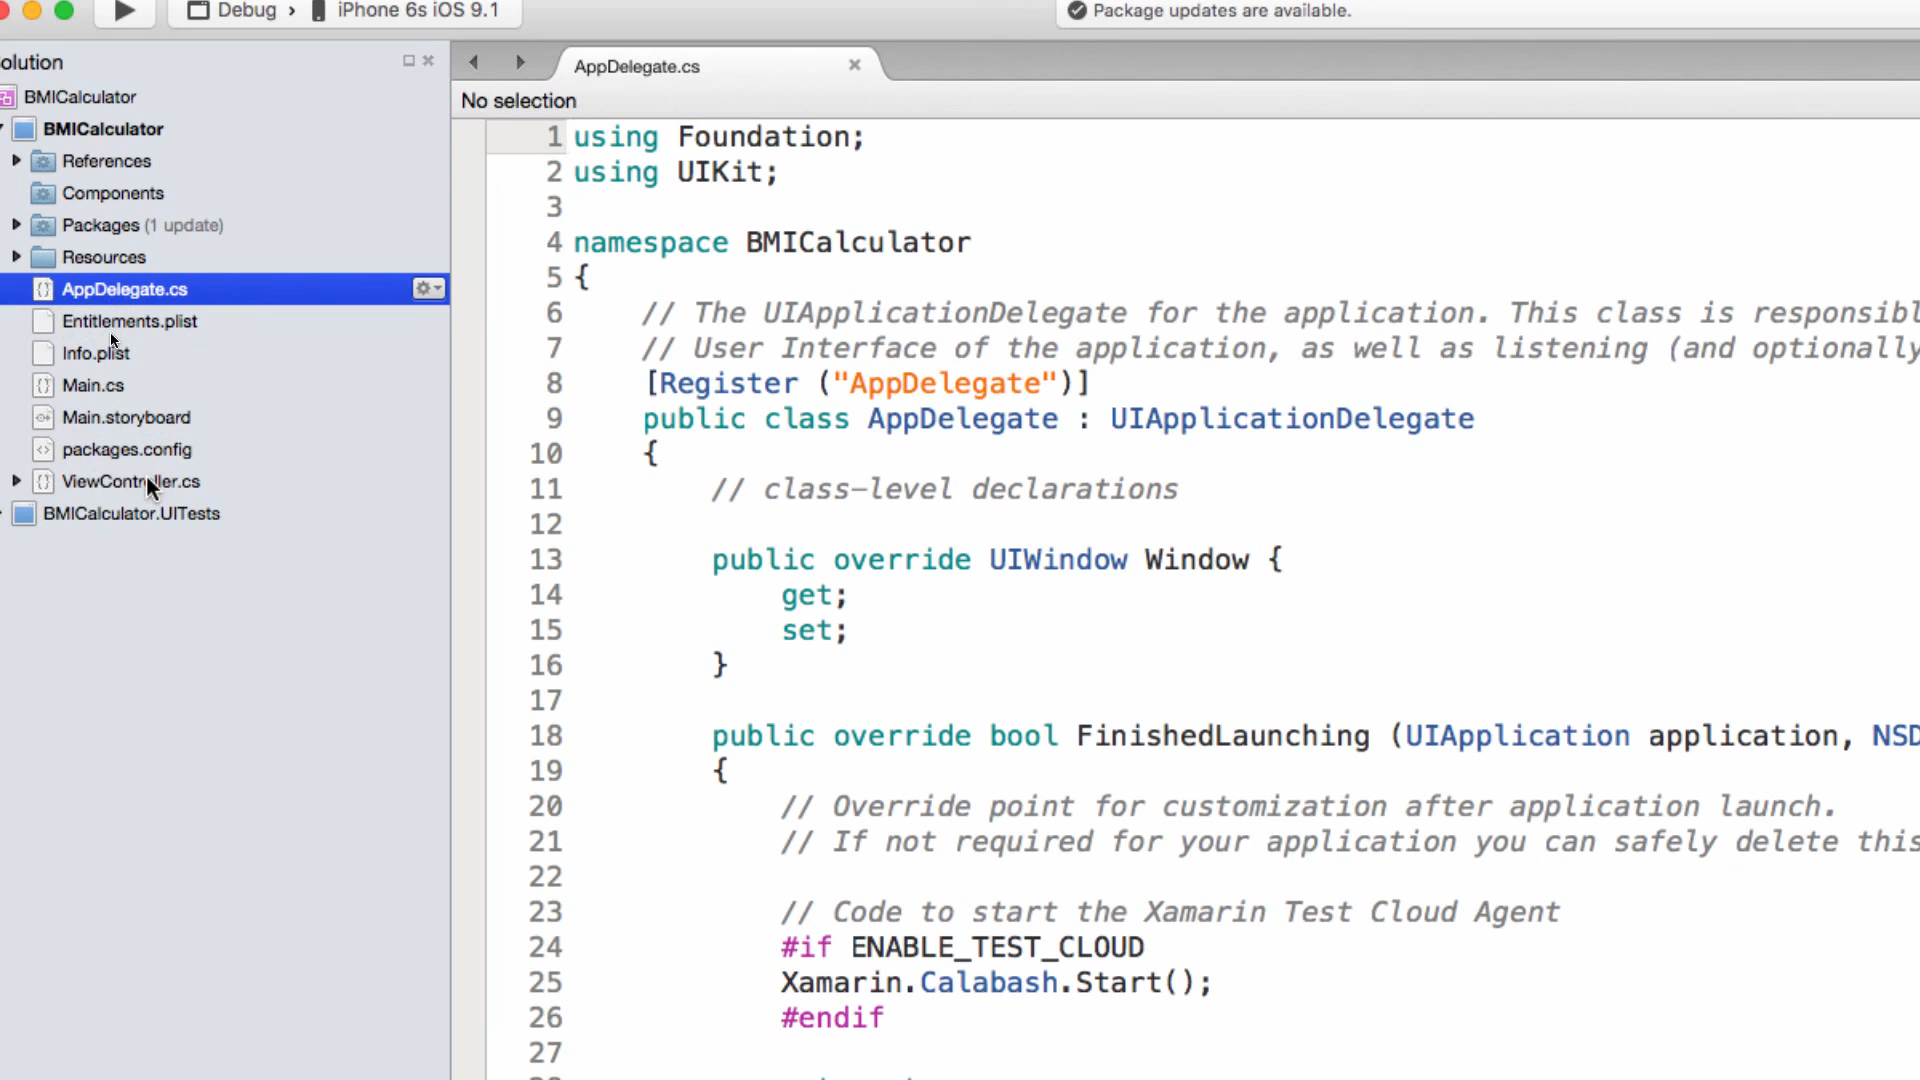 Debug > iPhone 6s iOS 9.1
Package updates are available.
olution
BMICalculator
BMICalculator
References
Components
Packages (1 update)
Resources
AppDelegate.cs
Entitlements.plist
Info.plist
Main.cs
Main.storyboard
packages.config
ViewController.cs
BMICalculator.UITests
AppDelegate.cs
No selection
1 using Foundation;
2 using UIKit;
3
4 namespace BMICalculator
5 {
6 // The UIApplicationDelegate for the application. This class is responsibl
7 // User Interface of the application, as well as listening (and optionally
8 [Register ("AppDelegate")]
9 public class AppDelegate : UIApplicationDelegate
10 {
11 // class-level declarations
12
13 public override UIWindow Window {
14 get;
15 set;
16 }
17
18 public override bool FinishedLaunching (UIApplication application, NSD
19 {
20 // Override point for customization after application launch.
21 // If not required for your application you can safely delete this
22
23 // Code to start the Xamarin Test Cloud Agent
24 #if ENABLE_TEST_CLOUD
25 Xamarin.Calabash.Start();
26 #endif
27